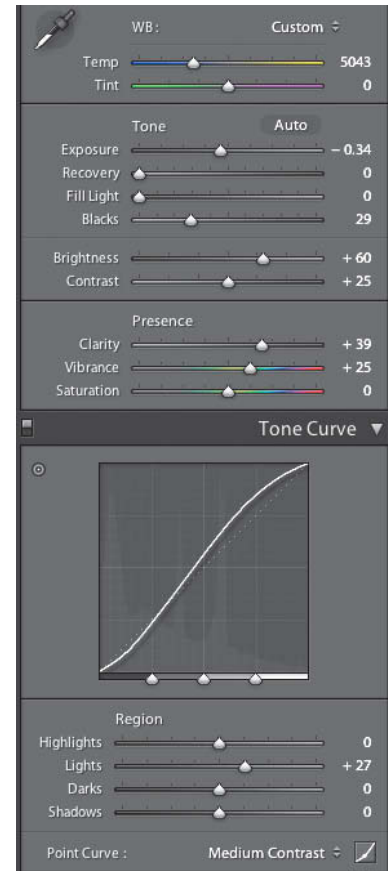 WB: Custom
Temp 5043
Tint 0
Tone Auto
Exposure – 0.34
Recovery 0
Fill Light 0
Blacks 29
Brightness + 60
Contrast + 25
Presence
Clarity + 39
Vibrance + 25
Saturation 0
Tone Curve
Region
Highlights 0
Lights + 27
Darks 0
Shadows 0
Point Curve : Medium Contrast